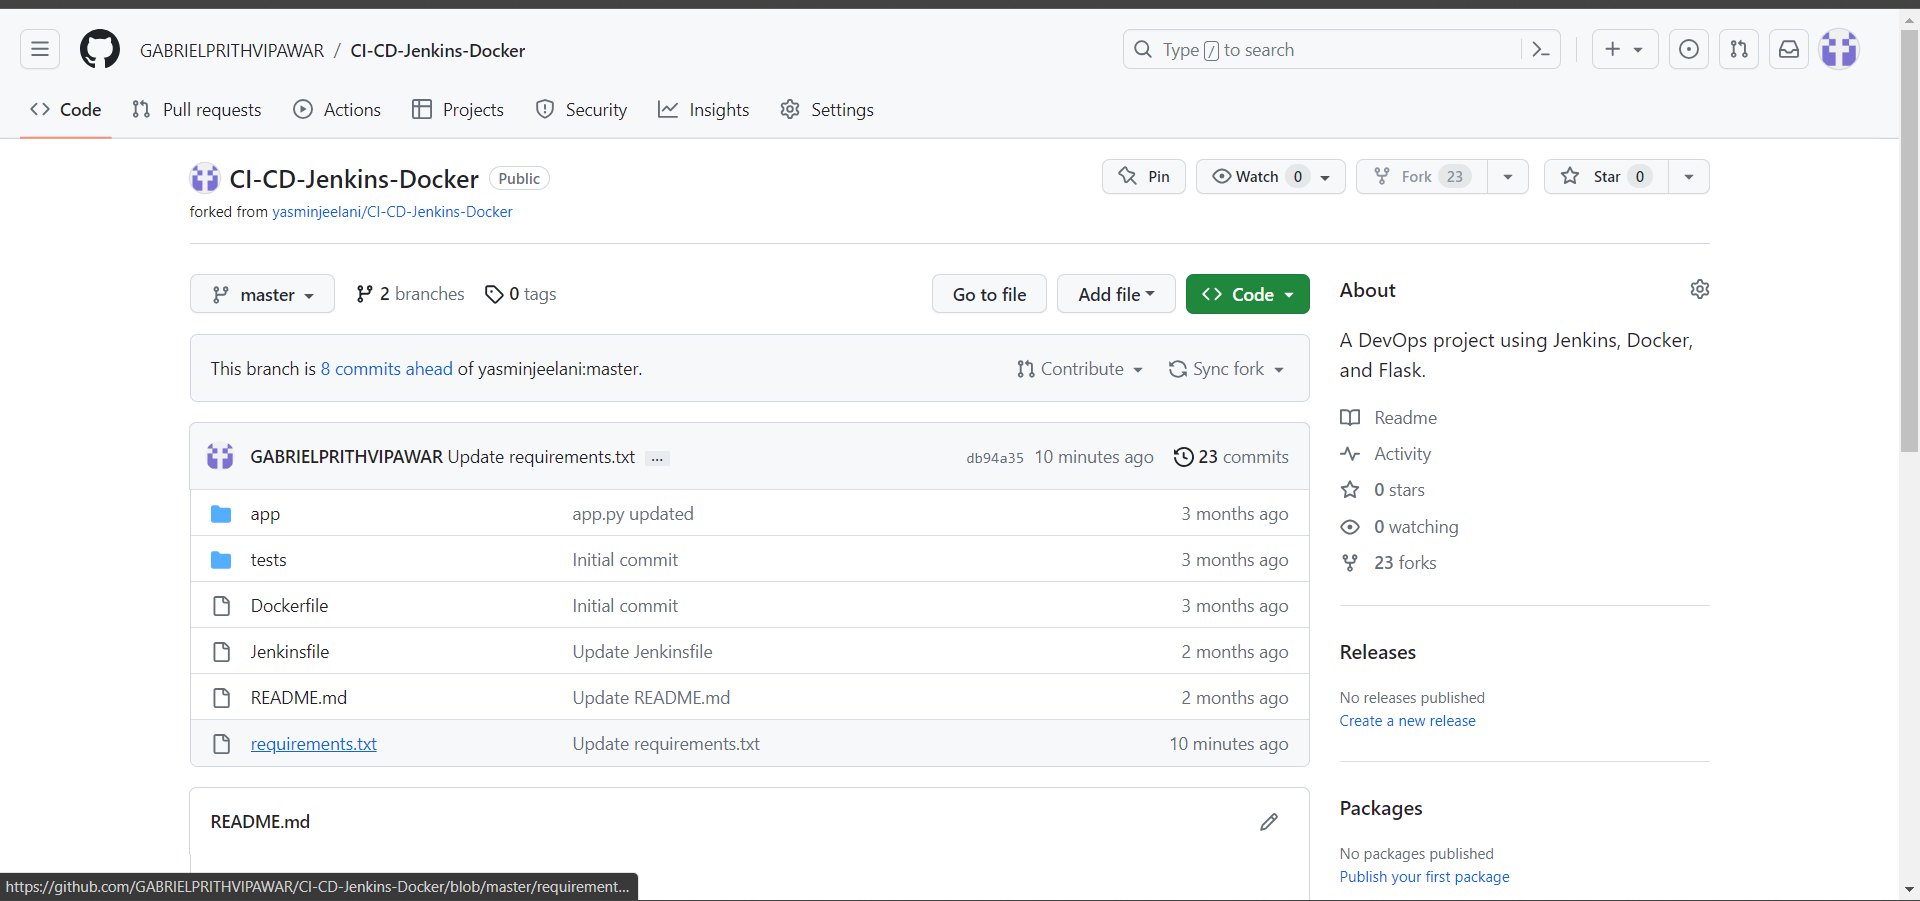 GABRIELPRITHVIPAWAR / CI-CD-Jenkins-Docker
Type / to search
Code
Pull requests
Actions
Projects
Security
Insights
Settings
CI-CD-Jenkins-Docker Public
Pin
Watch 0
Fork 23
Star 0
forked from yasminjeelani/CI-CD-Jenkins-Docker
master
2 branches
0 tags
Go to file
Add file
Code
This branch is 8 commits ahead of yasminjeelani:master.
Contribute
Sync fork
GABRIELPRITHVIPAWAR Update requirements.txt ... db94a35 10 minutes ago 23 commits
app app.py updated 3 months ago
tests Initial commit 3 months ago
Dockerfile Initial commit 3 months ago
Jenkinsfile Update Jenkinsfile 2 months ago
README.md Update README.md 2 months ago
requirements.txt Update requirements.txt 10 minutes ago
README.md
About
A DevOps project using Jenkins, Docker,
and Flask.
Readme
Activity
0 stars
0 watching
23 forks
Releases
No releases published
Create a new release
Packages
No packages published
Publish your first package
https://github.com/GABRIELPRITHVIPAWAR/CI-CD-Jenkins-Docker/blob/master/requirement...